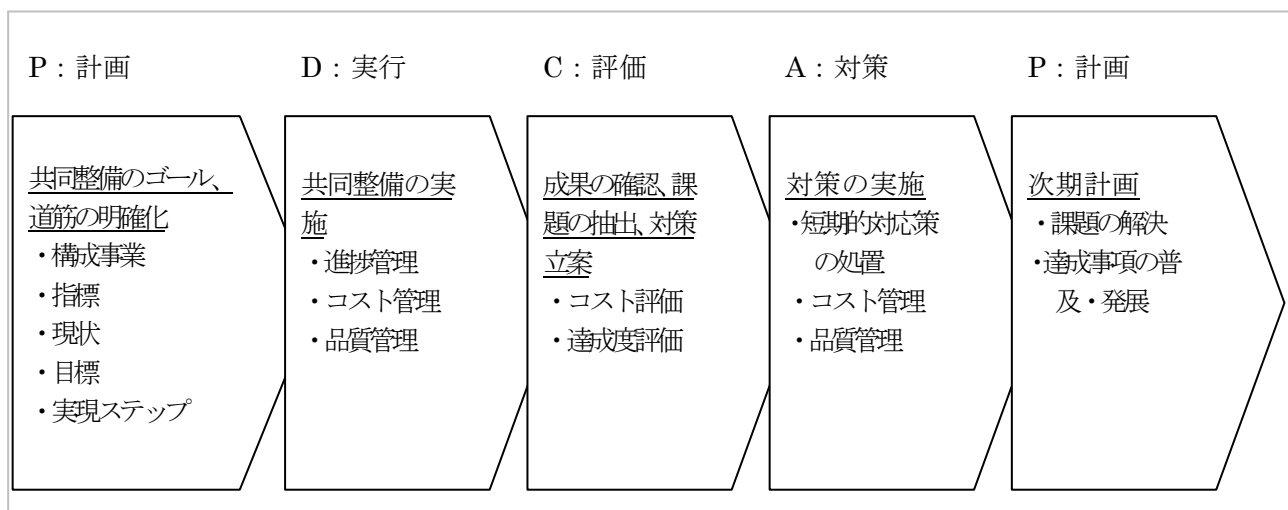 P：計画
D：実行
C：評価
A：対策
P：計画
共同整備のゴール、
道筋の明確化
・構成事業
・指標
・現状
・目標
・実現ステップ
共同整備の実
施
・進捗管理
・コスト管理
・品質管理
成果の確認、課
題の抽出、対策
立案
・コスト評価
・達成度評価
対策の実施
・短期的対応策
の処置
・コスト管理
・品質管理
次期計画
・課題の解決
・達成事項の普
及・発展